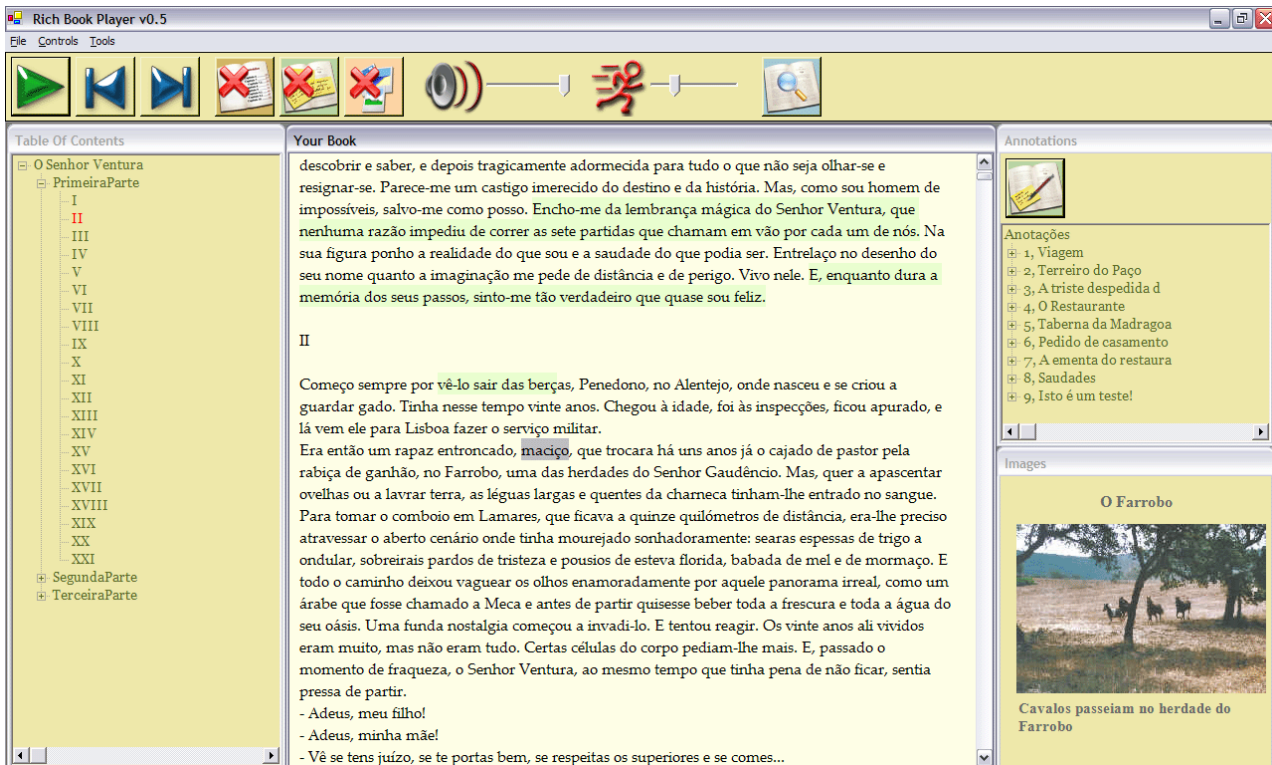 Rich Book Player v0.5
File Controls Tools
Table Of Contents
O Senhor Ventura
PrimeiraParte
I
II
III
IV
V
VI
VII
VIII
IX
X
XI
XII
XIII
XIV
XV
XVI
XVII
XVIII
XIX
XX
XXI
SegundaParte
TerceiraParte
Your Book
descobrir e saber, e depois tragicamente adormecida para tudo o que não seja olhar-se e
resignar-se. Parece-me um castigo imerecido do destino e da história. Mas, como sou homem de
impossíveis, salvo-me como posso. Encho-me da lembrança mágica do Senhor Ventura, que
nenhuma razão impediu de correr as sete partidas que chamam em vão por cada um de nós. Na
sua figura ponho a realidade do que sou e a saudade do que podia ser. Entrelaço no desenho do
seu nome quanto a imaginação me pede de distância e de perigo. Vivo nele. E, enquanto dura a
memória dos seus passos, sinto-me tão verdadeiro que quase sou feliz.
II
Começo sempre por vê-lo sair das berças, Penedono, no Alentejo, onde nasceu e se criou a
guardar gado. Tinha nesse tempo vinte anos. Chegou à idade, foi às inspecções, ficou apurado, e
lá vem ele para Lisboa fazer o serviço militar.
Era então um rapaz entroncado, maciço, que trocara há uns anos já o cajado de pastor pela
rabiça de ganhão, no Farrobo, uma das herdades do Senhor Gaudêncio. Mas, quer a apascentar
ovelhas ou a lavrar terra, as léguas largas e quentes da charneca tinham-lhe entrado no sangue.
Para tomar o comboio em Lamares, que ficava a quinze quilómetros de distância, era-lhe preciso
atravessar o aberto cenário onde tinha mourejado sonhadoramente: searas espessas de trigo a
ondular, sobreirais pardos de tristeza e pousios de esteva florida, babada de mel e de mormaço. E
todo o caminho deixou vaguear os olhos enamoradamente por aquele panorama irreal, como um
árabe que fosse chamado a Meca e antes de partir quisesse beber toda a frescura e toda a água do
seu oásis. Uma funda nostalgia começou a invadi-lo. E tentou reagir. Os vinte anos ali vividos
eram muito, mas não eram tudo. Certas células do corpo pediam-lhe mais. E, passado o
momento de fraqueza, o Senhor Ventura, ao mesmo tempo que tinha pena de não ficar, sentia
pressa de partir.
- Adeus, meu filho!
- Adeus, minha mãe!
- Vê se tens juízo, se te portas bem, se respeitas os superiores e se comes...
Annotations
Anotações
1, Viagem
2, Terreiro do Paço
3, A triste despedida d
4, O Restaurante
5, Taberna da Madragoa
6, Pedido de casamento
7, A ementa do restaura
8, Saudades
9, Isto é um teste!
Images
O Farrobo
Cavalos passeiam no herdade do
Farrobo